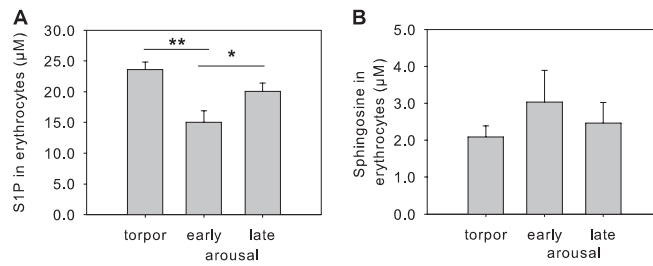 A
S1P in erythrocytes (µM)
30.0
25.0
20.0
15.0
10.0
5.0
0.0
**
*
torpor early late
arousal
B
Sphingosine in
erythrocytes (µM)
5.0
4.0
3.0
2.0
1.0
0.0
torpor early late
arousal